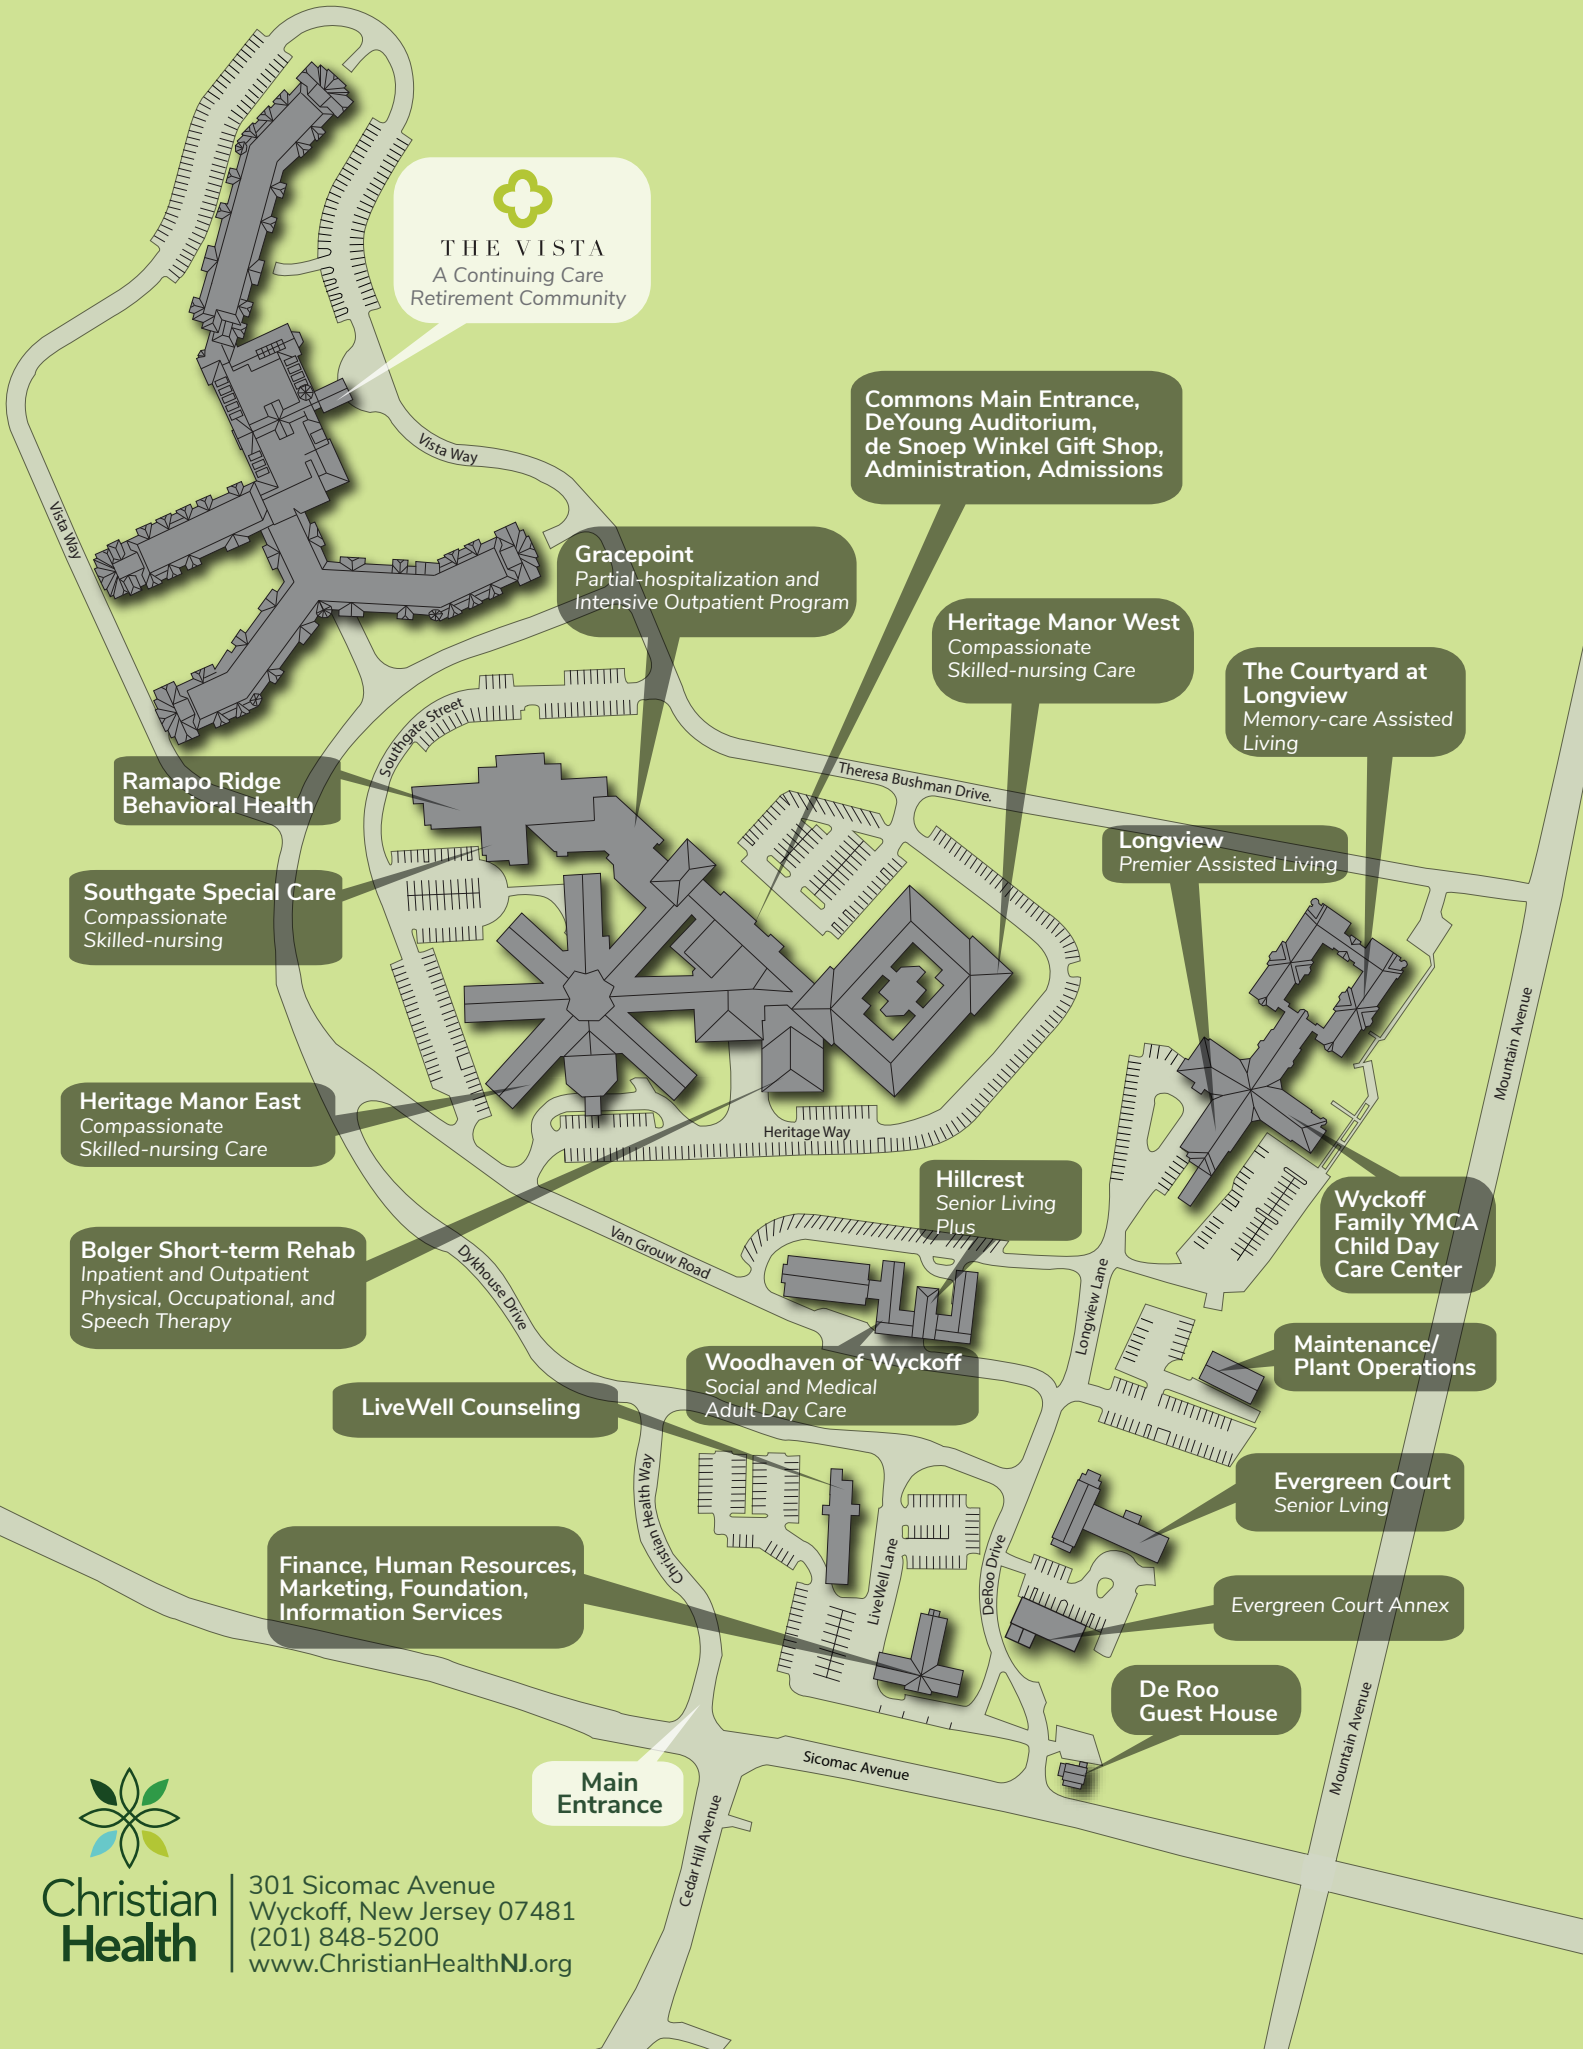 THE VISTA
A Continuing Care
Retirement Community
Vista Way
Vista Way
Commons Main Entrance,
DeYoung Auditorium,
de Snoep Winkel Gift Shop,
Administration, Admissions
Gracepoint
Partial-hospitalization and
Intensive Outpatient Program
Heritage Manor West
Compassionate
Skilled-nursing Care
The Courtyard at
Longview
Memory-care Assisted
Living
Southgate Street
Theresa Bushman Drive.
Ramapo Ridge
Behavioral Health
Longview
Premier Assisted Living
Southgate Special Care
Compassionate
Skilled-nursing
Mountain Avenue
Heritage Manor East
Compassionate
Skilled-nursing Care
Heritage Way
Hillcrest
Senior Living
Plus
Wyckoff
Family YMCA
Child Day
Care Center
Bolger Short-term Rehab
Inpatient and Outpatient
Physical, Occupational, and
Speech Therapy
Van Grouw Road
Dykhouse Drive
Longview Lane
Woodhaven of Wyckoff
Social and Medical
Adult Day Care
Maintenance/
Plant Operations
LiveWell Counseling
Christian Health Way
Evergreen Court
Senior Lving
Finance, Human Resources,
Marketing, Foundation,
Information Services
LiveWell Lane
DeRoo Drive
Evergreen Court Annex
De Roo
Guest House
Mountain Avenue
Main
Entrance
Sicomac Avenue
Cedar Hill Avenue
Christian
Health
301 Sicomac Avenue
Wyckoff, New Jersey 07481
(201) 848-5200
www.ChristianHealthNJ.org